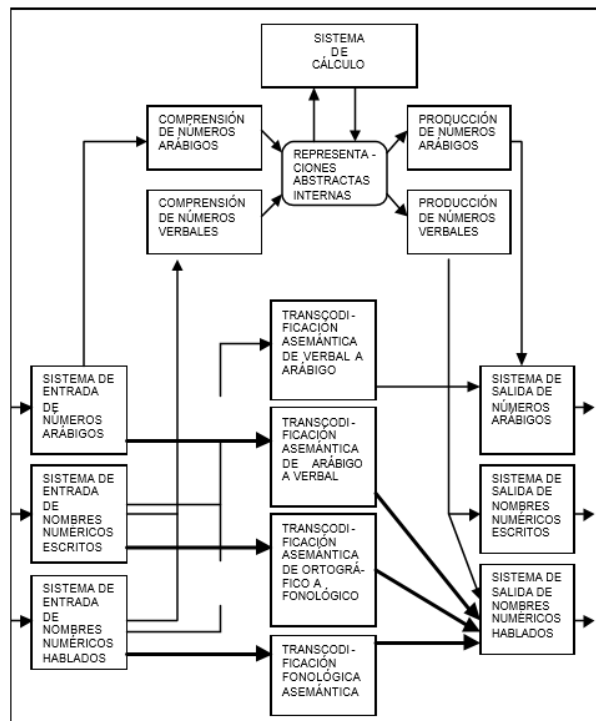 SISTEMA
DE
CÁLCULO
COMPRENSIÓN
DE NÚMEROS
ARÁBIGOS
REPRESENTA -
CIONES
ABSTRACTAS
INTERNAS
PRODUCCIÓN
DE NÚMEROS
ARÁBIGOS
COMPRENSIÓN
DE NÚMEROS
VERBALES
PRODUCCIÓN
DE NÚMEROS
VERBALES
TRANSÇODI -
FICACIÓN
ASEMÁNTICA
DE VERBAL A
ARÁBIGO
SISTEMA DE
ENTRADA
DE
NÚMEROS
ARÁBIGOS
SISTEMA DE
SALIDA DE
NÚMEROS
ARÁBIGOS
TRANSÇODI-
FICACIÓN
ASEMÁNTICA
DE ARÁBIGO
A VERBAL
SISTEMA DE
ENTRADA
DE
NOMBRES
NUMÉRICOS
ESCRITOS
SISTEMA DE
SALIDA DE
NOMBRES
NUMÉRICOS
ESCRITOS
TRANSÇODI-
FICACIÓN
ASEMÁNTICA
DE ORTOGRÁ-
FICO A
FONOLÓGICO
SISTEMA DE
ENTRADA
DE
NOMBRES
NUMÉRICOS
HABLADOS
SISTEMA DE
SALIDA DE
NOMBRES
NUMÉRICOS
HABLADOS
TRANSÇODI-
FICACIÓN
FONOLÓGICA
ASEMÁNTICA